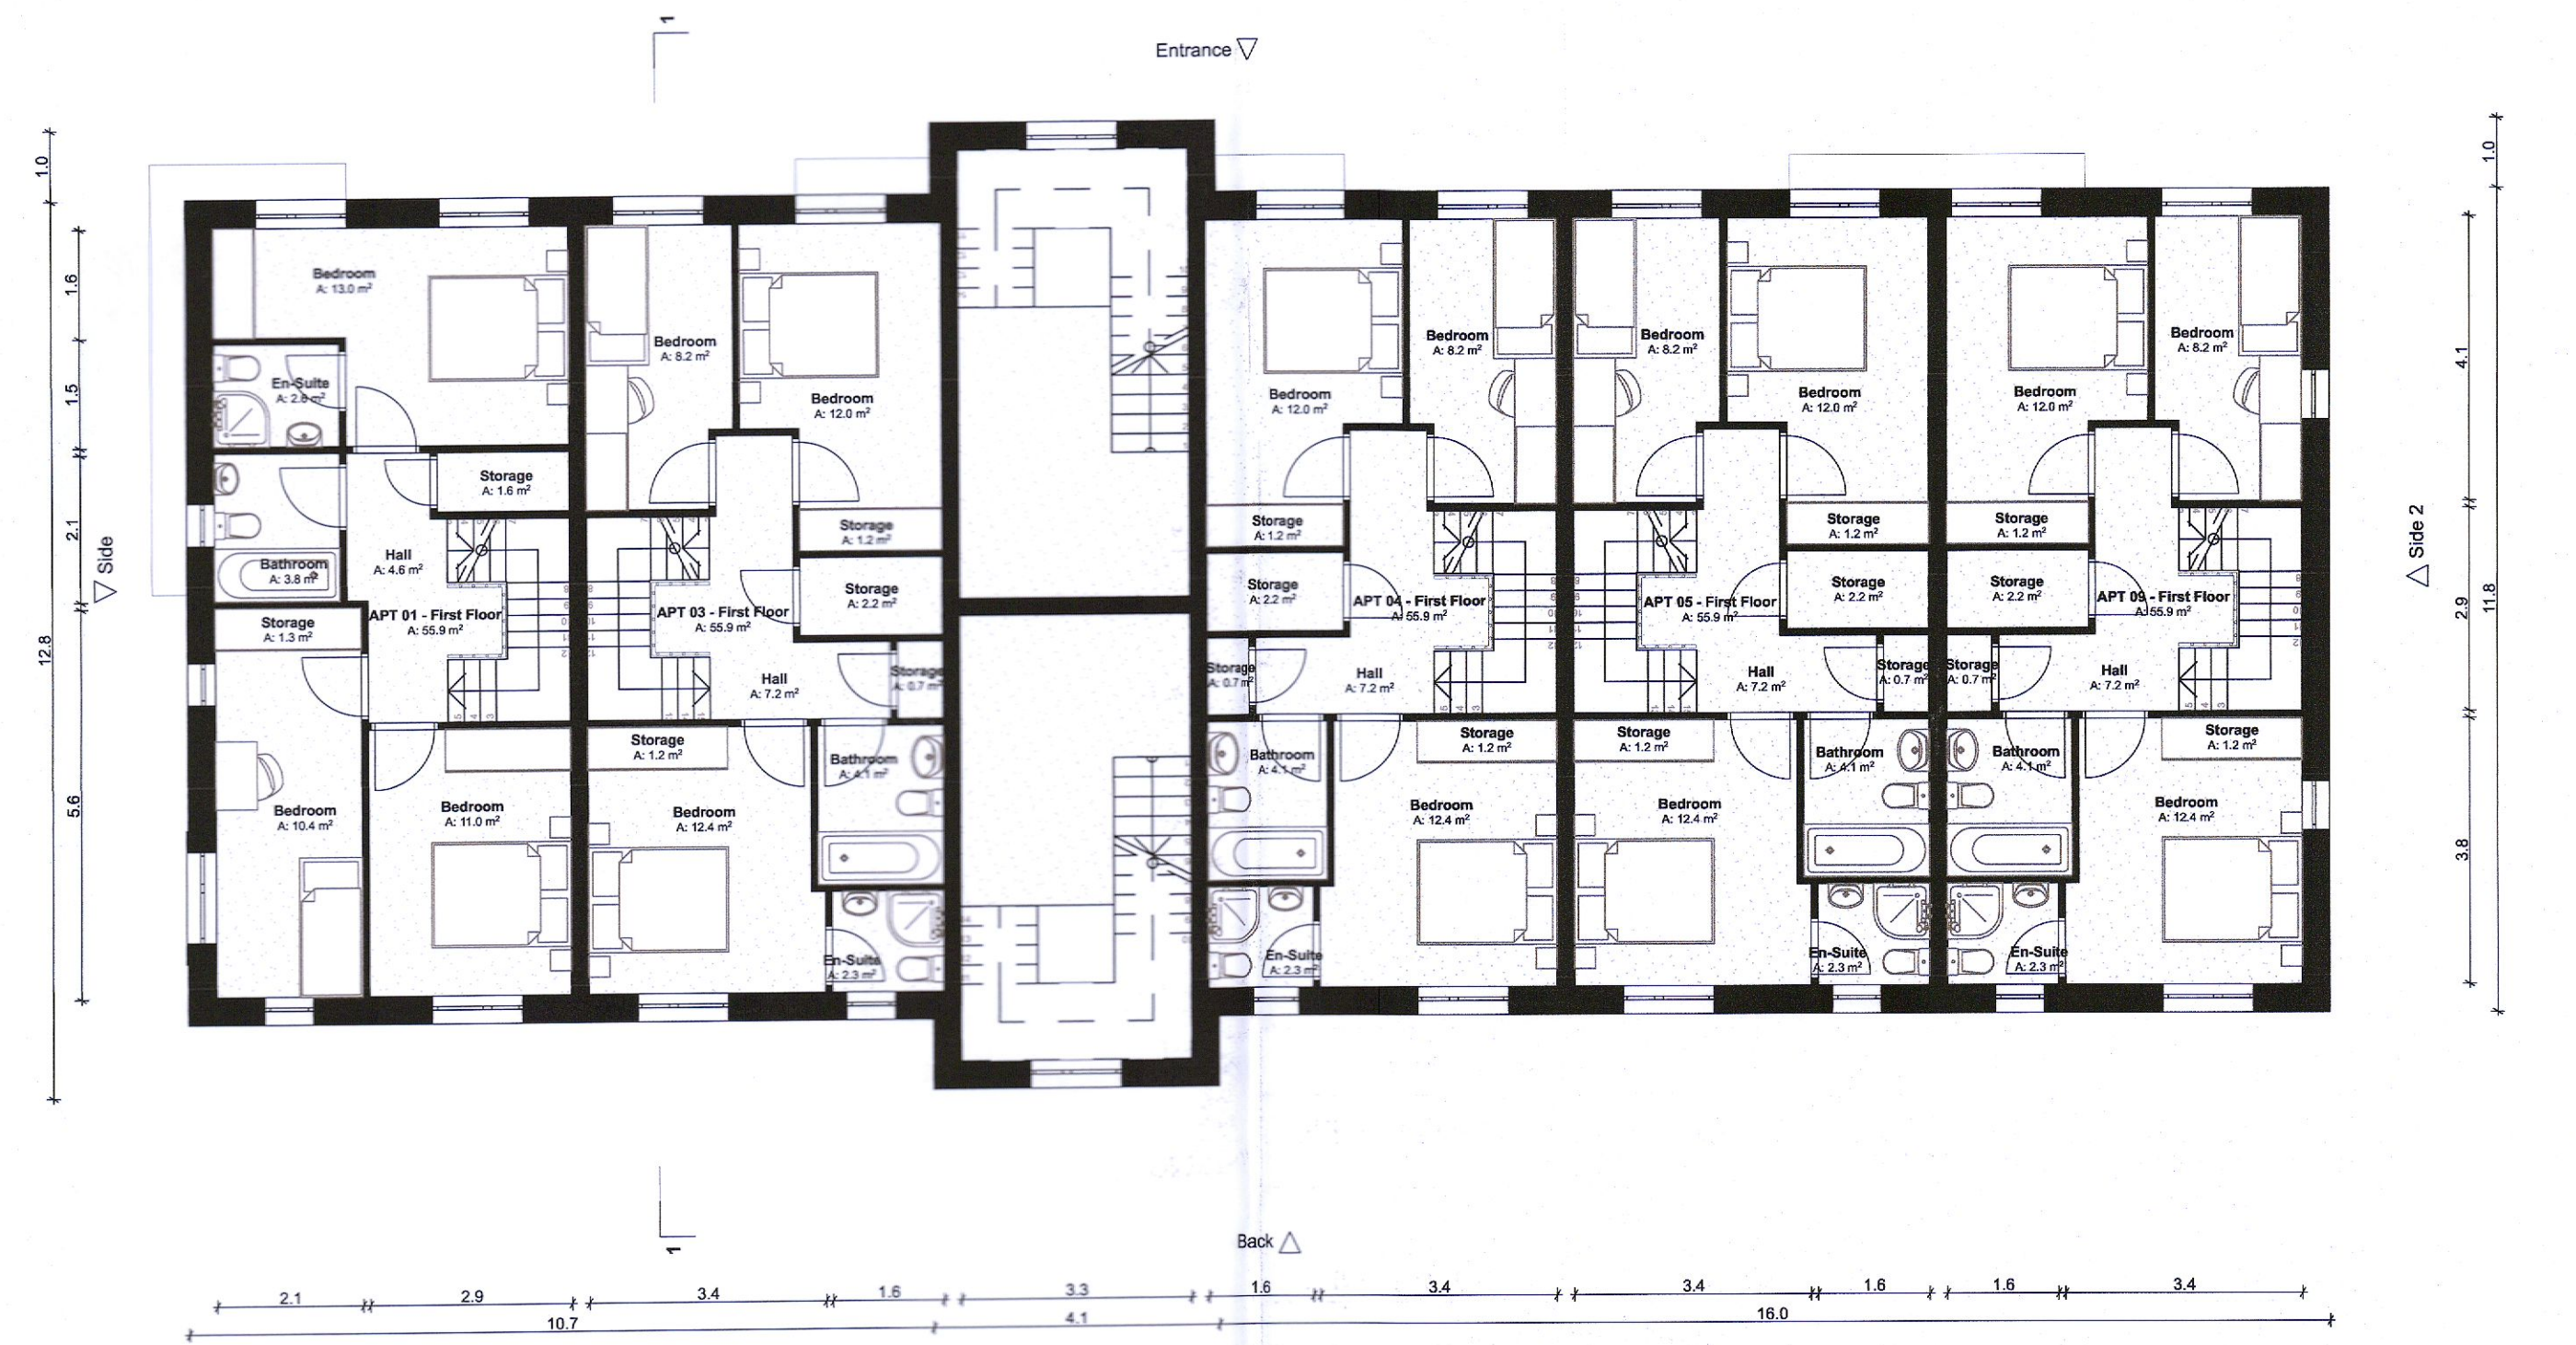 1
Entrance
1.0
12.8
1.6
1.5
2.1
5.6
Side
Bedroom
A: 13.0 m²
En-Suite
Storage
A: 1.6 m²
Bathroom
A: 3.8 m²
Hall
A: 4.6 m²
APT 01 - First Floor
A: 55.9 m²
Storage
A: 1.3 m²
Bedroom
A: 10.4 m²
Bedroom
A: 11.0 m²
Bedroom
A: 8.2 m²
Bedroom
A: 12.0 m²
Storage
A: 1.2 m²
Storage
A: 2.2 m²
APT 03 - First Floor
A: 55.9 m²
Hall
A: 7.2 m²
Storage
A: 0.7 m²
Storage
A: 1.2 m²
Bedroom
A: 12.4 m²
Bathroom
A: 4.1 m²
En-Suite
A: 2.3 m²
Bedroom
A: 12.0 m²
Bedroom
A: 8.2 m²
Storage
A: 1.2 m²
Storage
A: 2.2 m²
APT 04 - First Floor
A: 55.9 m²
Storage
A: 0.7 m²
Hall
A: 7.2 m²
Bathroom
A: 4.1 m²
Storage
A: 1.2 m²
Bedroom
A: 12.4 m²
En-Suite
A: 2.3 m²
Bedroom
A: 8.2 m²
Bedroom
A: 12.0 m²
Storage
A: 1.2 m²
Storage
A: 2.2 m²
APT 05 - First Floor
A: 55.9 m²
Hall
A: 7.2 m²
Storage
A: 0.7 m²
Storage
A: 1.2 m²
Bedroom
A: 12.4 m²
Bathroom
A: 4.1 m²
En-Suite
A: 2.3 m²
Bedroom
A: 12.0 m²
Bedroom
A: 8.2 m²
Storage
A: 1.2 m²
Storage
A: 2.2 m²
APT 09 - First Floor
A: 55.9 m²
Storage
A: 0.7 m²
Hall
A: 7.2 m²
Bathroom
A: 4.1 m²
Storage
A: 1.2 m²
Bedroom
A: 12.4 m²
En-Suite
A: 2.3 m²
Side 2
1.0
4.1
2.9
11.8
3.8
1
Back
2.1
2.9
3.4
1.6
3.3
1.6
3.4
3.4
1.6
1.6
3.4
10.7
4.1
16.0